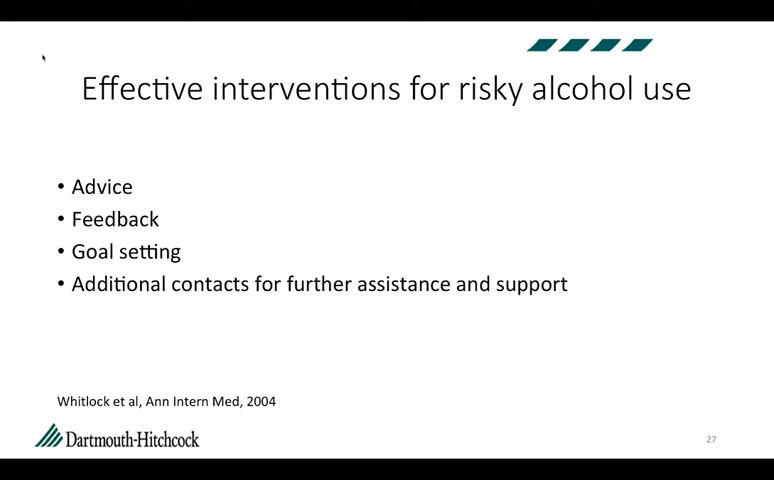 Effective interventions for risky alcohol use
• Advice
• Feedback
• Goal setting
• Additional contacts for further assistance and support
Whitlock et al, Ann Intern Med, 2004
Dartmouth-Hitchcock
27